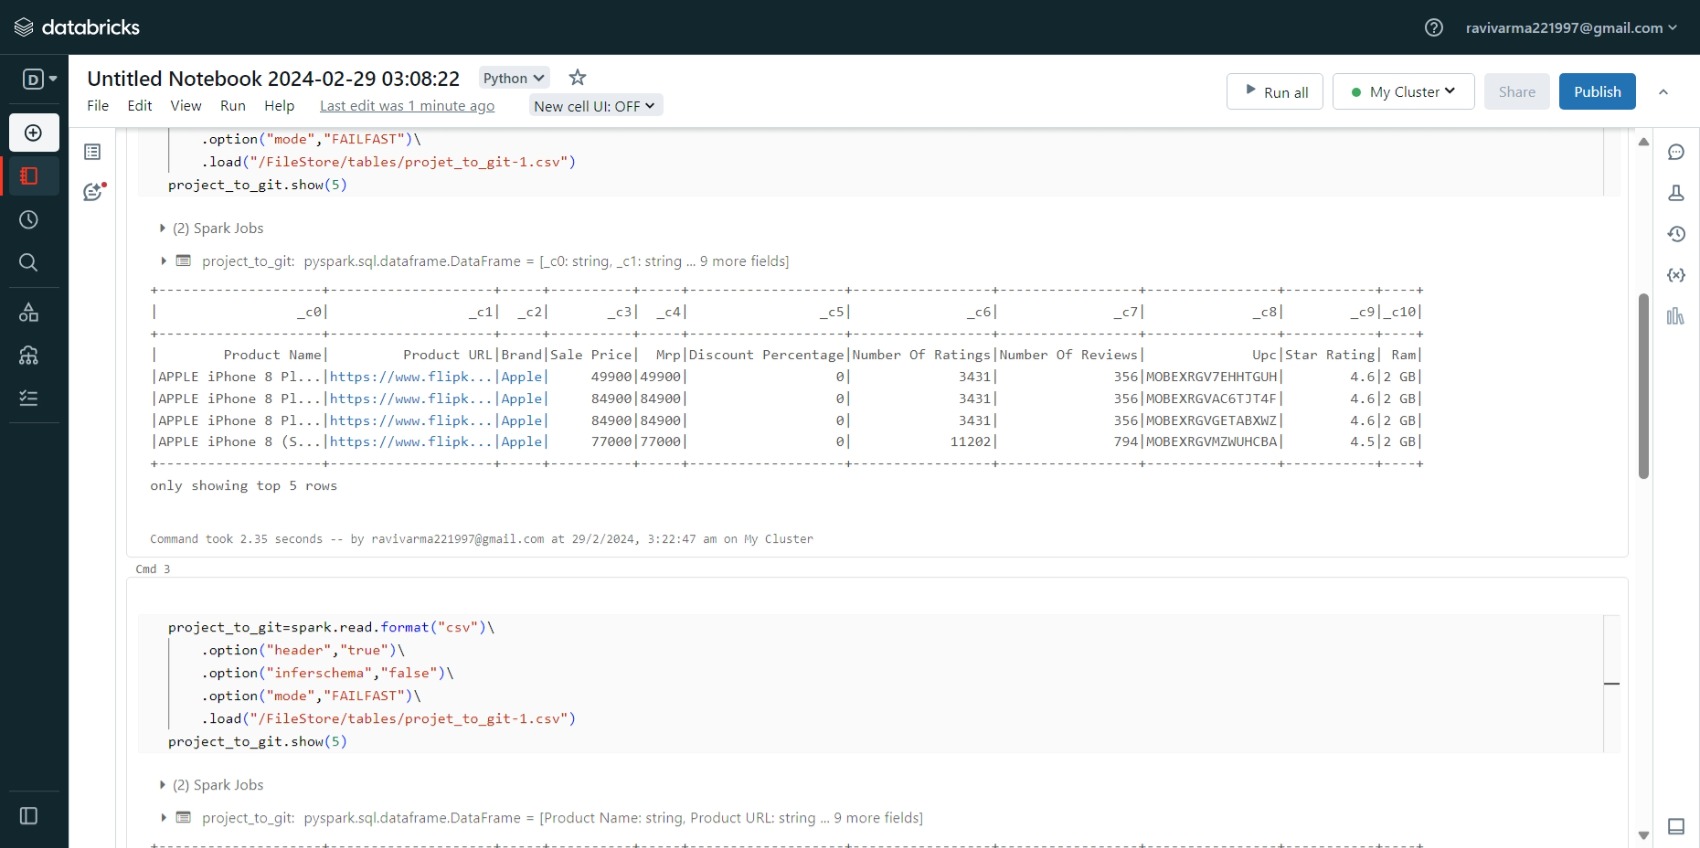 databricks
ravivarma221997@gmail.com
D
Untitled Notebook 2024-02-29 03:08:22 Python
File Edit View Run Help Last edit was 1 minute ago New cell UI: OFF
Run all My Cluster Share Publish
.option("mode","FAILFAST")\
.load("/FileStore/tables/projet_to_git-1.csv")
project_to_git.show(5)
(2) Spark Jobs
project_to_git: pyspark.sql.dataframe.DataFrame = [_c0: string, _c1: string ... 9 more fields]
+--------------------+--------------------+-----+----------+-----+-------------------+-----------------+-----------------+----------------+-----------+----+
| _c0| _c1| _c2| _c3| _c4| _c5| _c6| _c7| _c8| _c9|_c10|
+--------------------+--------------------+-----+----------+-----+-------------------+-----------------+-----------------+----------------+-----------+----+
| Product Name| Product URL|Brand|Sale Price| Mrp|Discount Percentage|Number Of Ratings|Number Of Reviews| Upc|Star Rating| Ram|
|APPLE iPhone 8 Pl...|https://www.flipk...|Apple| 49900|49900| 0| 3431| 356|MOBEXRGV7EHHTGUH| 4.6|2 GB|
|APPLE iPhone 8 Pl...|https://www.flipk...|Apple| 84900|84900| 0| 3431| 356|MOBEXRGVAC6TJT4F| 4.6|2 GB|
|APPLE iPhone 8 Pl...|https://www.flipk...|Apple| 84900|84900| 0| 3431| 356|MOBEXRGVGETABXWZ| 4.6|2 GB|
|APPLE iPhone 8 (S...|https://www.flipk...|Apple| 77000|77000| 0| 11202| 794|MOBEXRGVMZWUHCBA| 4.5|2 GB|
+--------------------+--------------------+-----+----------+-----+-------------------+-----------------+-----------------+----------------+-----------+----+
only showing top 5 rows
Command took 2.35 seconds -- by ravivarma221997@gmail.com at 29/2/2024, 3:22:47 am on My Cluster
Cmd 3
project_to_git=spark.read.format("csv")\
.option("header","true")\
.option("inferschema","false")\
.option("mode","FAILFAST")\
.load("/FileStore/tables/projet_to_git-1.csv")
project_to_git.show(5)
(2) Spark Jobs
project_to_git: pyspark.sql.dataframe.DataFrame = [Product Name: string, Product URL: string ... 9 more fields]